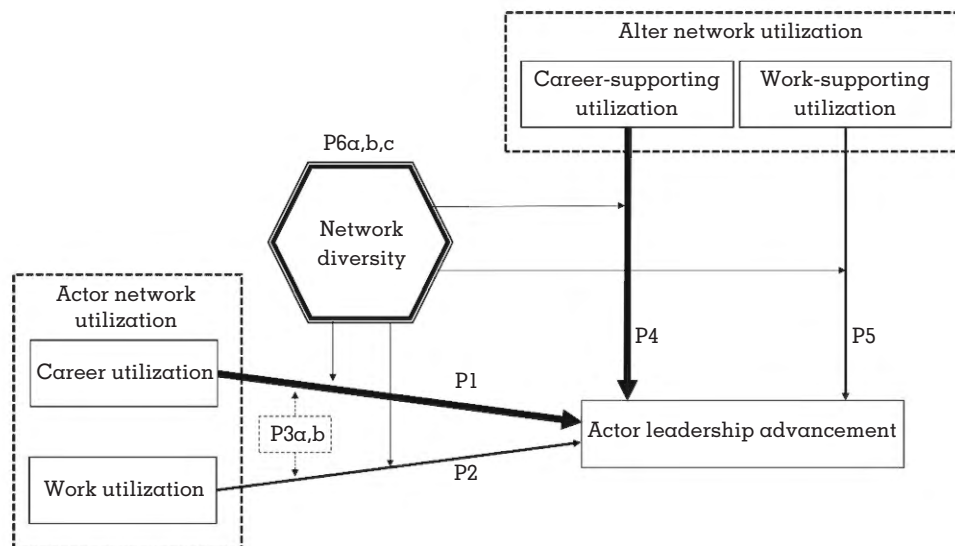 Alter network utilization
Career-supporting
utilization
Work-supporting
utilization
P6a,b,c
Network
diversity
Actor network
utilization
Career utilization
P4
P5
P1
P3a,b
Actor leadership advancement
Work utilization
P2